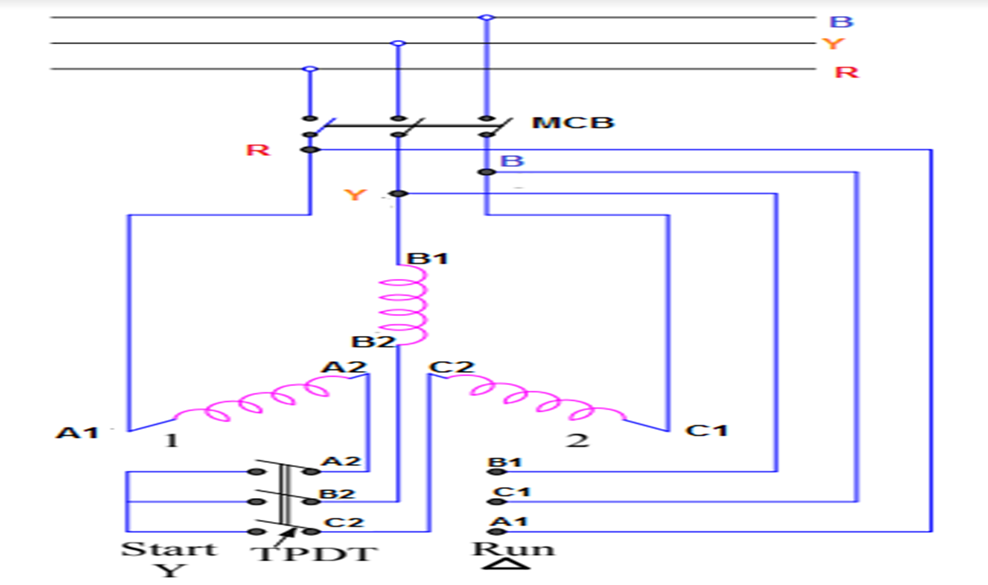 B
Y
R
MCB
R
B
Y
B1
B2
A2 C2
A1 1 2 C1
A2 B1
B2 C1
C2 A1
Start TPDT Run
Y Δ